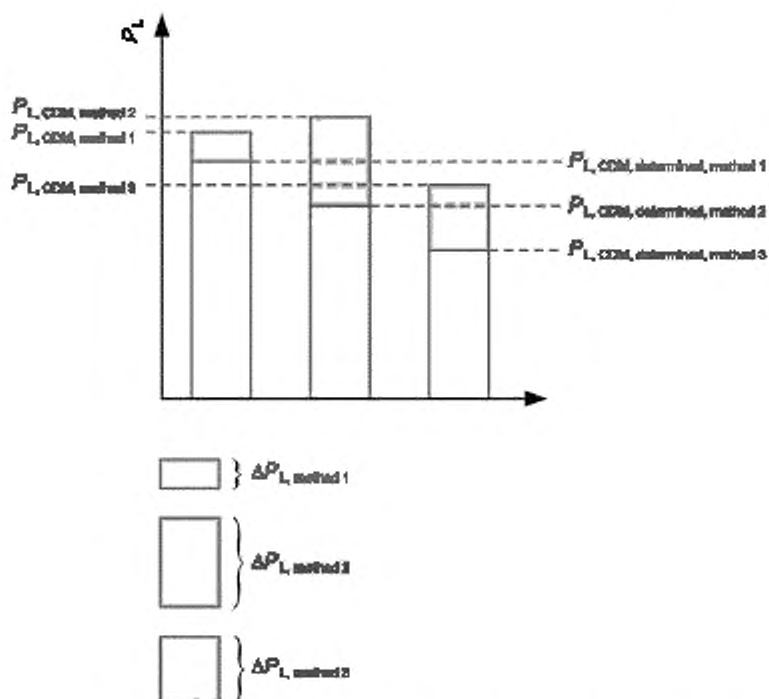 P_L
P_L, CDM, method 2
P_L, CDM, method 1
P_L, CDM, determined, method 1
P_L, CDM, method 3
P_L, CDM, determined, method 2
P_L, CDM, determined, method 3
ΔP_L, method 1
ΔP_L, method 2
ΔP_L, method 3